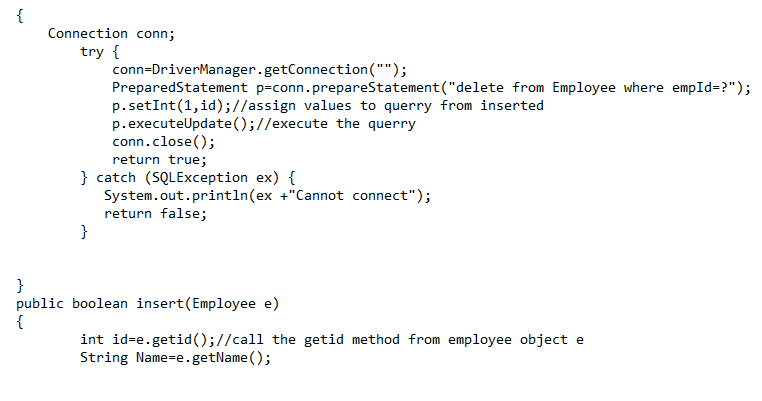 {
    Connection conn;
        try {
            conn=DriverManager.getConnection("");
            PreparedStatement p=conn.prepareStatement("delete from Employee where empId=?");
            p.setInt(1,id);//assign values to querry from inserted
            p.executeUpdate();//execute the querry
            conn.close();
            return true;
        } catch (SQLException ex) {
           System.out.println(ex +"Cannot connect");
           return false;
        }
}
public boolean insert(Employee e)
{
        int id=e.getid();//call the getid method from employee object e
        String Name=e.getName();